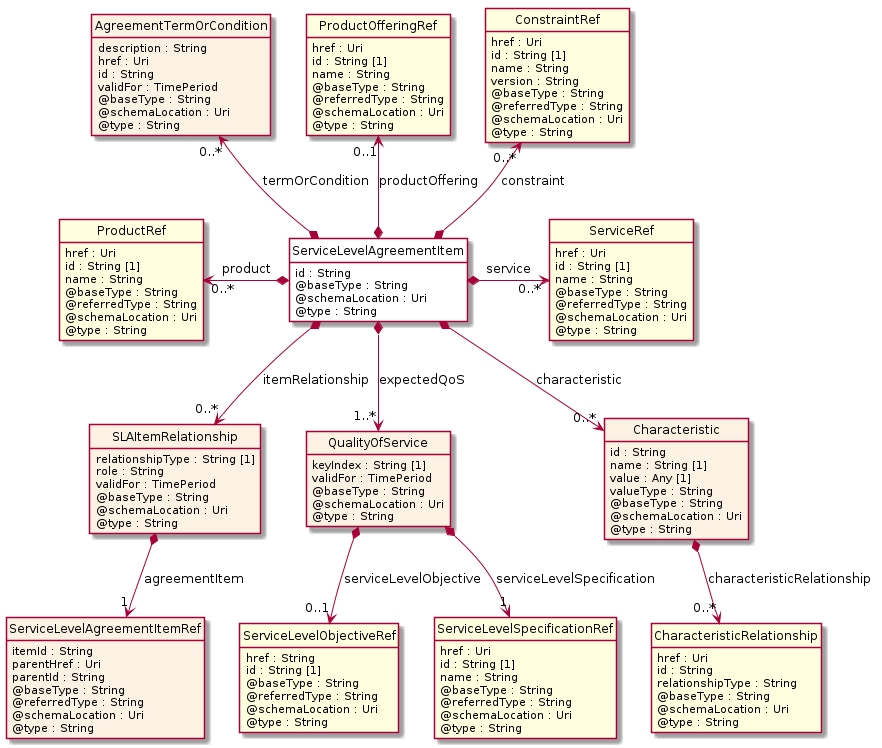 AgreementTermOrCondition
description : String
href : Uri
id : String
validFor : TimePeriod
@baseType : String
@schemaLocation : Uri
@type : String
ProductOfferingRef
href : Uri
id : String [1]
name : String
@baseType : String
@referredType : String
@schemaLocation : Uri
@type : String
ConstraintRef
href : Uri
id : String [1]
name : String
version : String
@baseType : String
@referredType : String
@schemaLocation : Uri
@type : String
0..*
0..1
0..*
termOrCondition
productOffering
constraint
ProductRef
href : Uri
id : String [1]
name : String
@baseType : String
@referredType : String
@schemaLocation : Uri
@type : String
product
0..*
ServiceLevelAgreementItem
id : String
@baseType : String
@schemaLocation : Uri
@type : String
service
0..*
ServiceRef
href : Uri
id : String [1]
name : String
@baseType : String
@referredType : String
@schemaLocation : Uri
@type : String
itemRelationship
expectedQoS
characteristic
0..*
1..*
0..*
SLAItemRelationship
relationshipType : String [1]
role : String
validFor : TimePeriod
@baseType : String
@schemaLocation : Uri
@type : String
QualityOfService
keyIndex : String [1]
validFor : TimePeriod
@baseType : String
@schemaLocation : Uri
@type : String
Characteristic
id : String
name : String [1]
value : Any [1]
valueType : String
@baseType : String
@schemaLocation : Uri
@type : String
agreementItem
serviceLevelObjective
serviceLevelSpecification
characteristicRelationship
1
0..1
1
0..*
ServiceLevelAgreementItemRef
itemId : String
parentHref : Uri
parentId : String
@baseType : String
@referredType : String
@schemaLocation : Uri
@type : String
ServiceLevelObjectiveRef
href : String
id : String [1]
@baseType : String
@referredType : String
@schemaLocation : Uri
@type : String
ServiceLevelSpecificationRef
href : Uri
id : String [1]
name : String
@baseType : String
@referredType : String
@schemaLocation : Uri
@type : String
CharacteristicRelationship
href : Uri
id : String
relationshipType : String
@baseType : String
@schemaLocation : Uri
@type : String